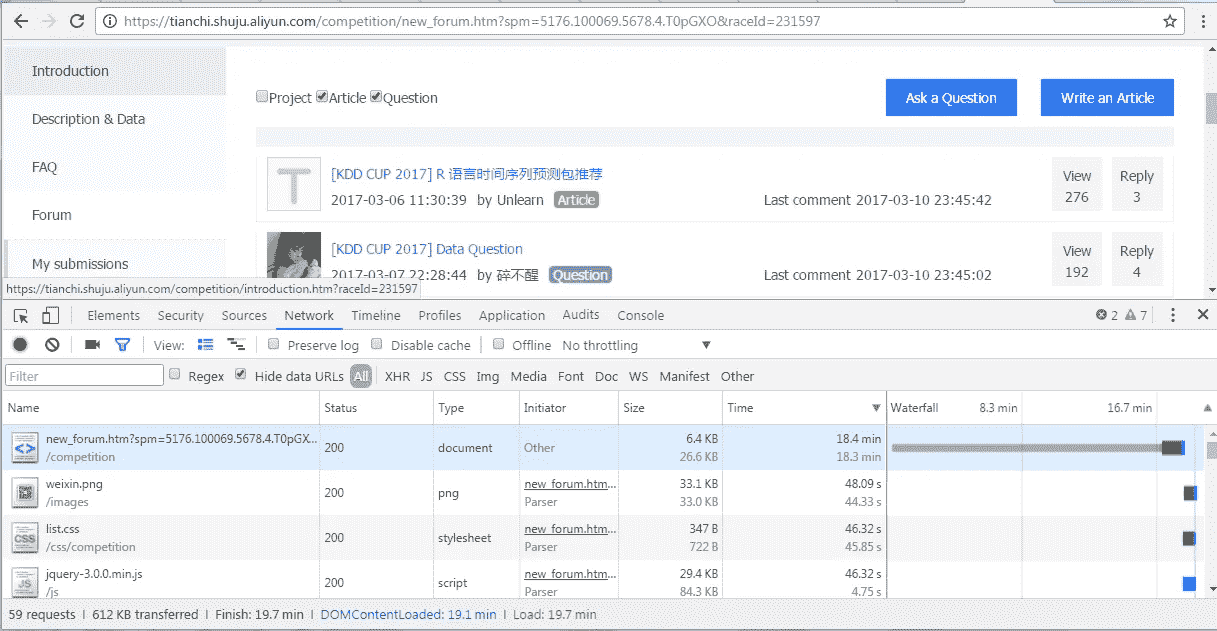 https://tianchi.shuju.aliyun.com/competition/new_forum.htm?spm=5176.100069.5678.4.T0pGXO&raceId=231597
Introduction
Description & Data
FAQ
Forum
My submissions
https://tianchi.shuju.aliyun.com/competition/introduction.htm?raceId=231597
Project Article Question
Ask a Question Write an Article
[KDD CUP 2017] R 语言时间序列预测包推荐
2017-03-06 11:30:39 by Unlearn Article Last comment 2017-03-10 23:45:42
View 276
Reply 3
[KDD CUP 2017] Data Question
2017-03-07 22:28:44 by 碎不醒 Question Last comment 2017-03-10 23:45:02
View 192
Reply 4
Elements Security Sources Network Timeline Profiles Application Audits Console 2 7
View: Preserve log Disable cache Offline No throttling
Filter Regex Hide data URLs All XHR JS CSS Img Media Font Doc WS Manifest Other
Name Status Type Initiator Size Time Waterfall 8.3 min 16.7 min
new_forum.htm?spm=5176.100069.5678.4.T0pGX... 200 document Other 6.4 KB 18.4 min
/competition 26.6 KB 18.3 min
weixin.png 200 png new_forum.htm... 33.1 KB 48.09 s
/images Parser 33.0 KB 44.33 s
list.css 200 stylesheet new_forum.htm... 347 B 46.32 s
/css/competition Parser 722 B 45.85 s
jquery-3.0.0.min.js 200 script new_forum.htm... 29.4 KB 46.32 s
/js Parser 84.3 KB 4.75 s
59 requests | 612 KB transferred | Finish: 19.7 min | DOMContentLoaded: 19.1 min | Load: 19.7 min